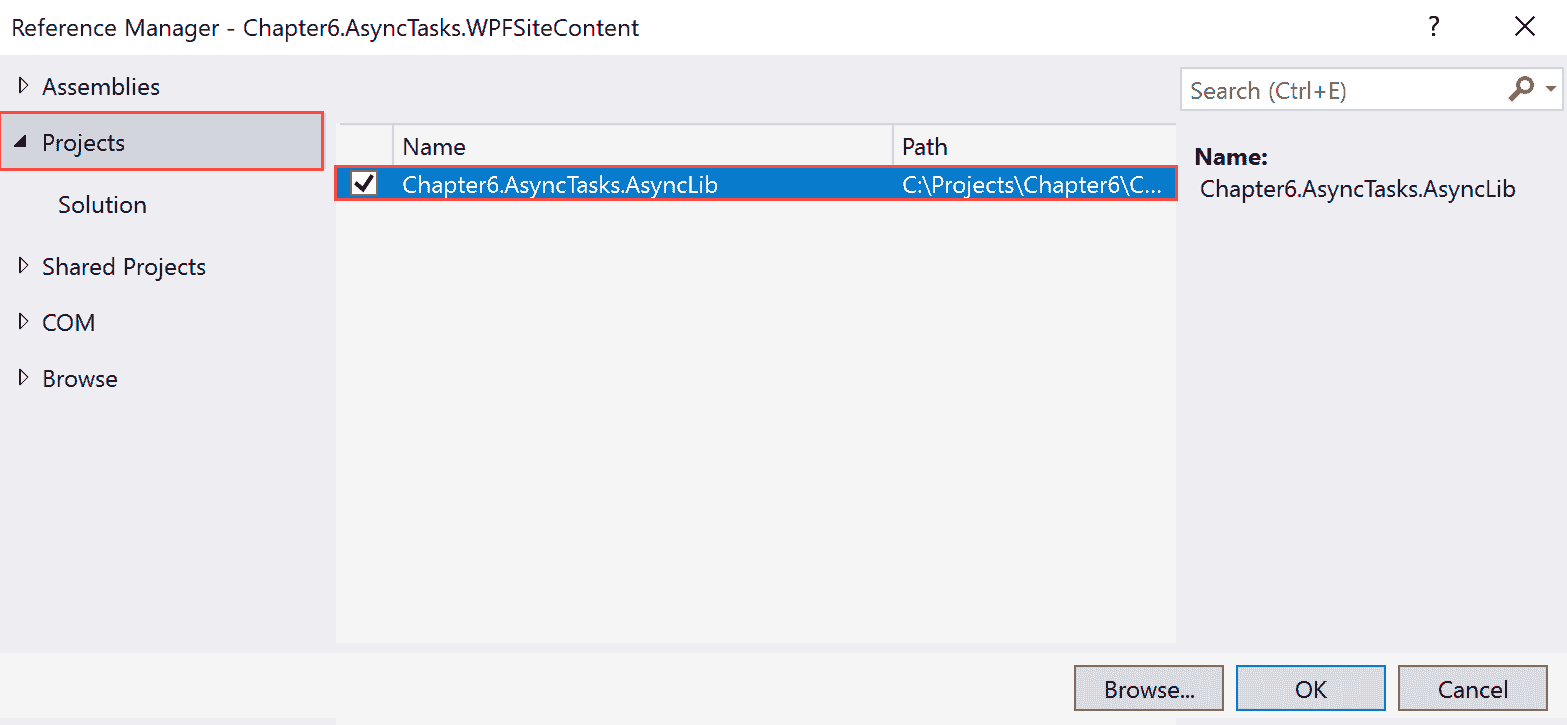 Reference Manager - Chapter6.AsyncTasks.WPFSiteContent ?
Assemblies
Projects
Solution
Shared Projects
COM
Browse
Name Path
Chapter6.AsyncTasks.AsyncLib C:\Projects\Chapter6\C...
Search (Ctrl+E)
Name:
Chapter6.AsyncTasks.AsyncLib
Browse... OK Cancel